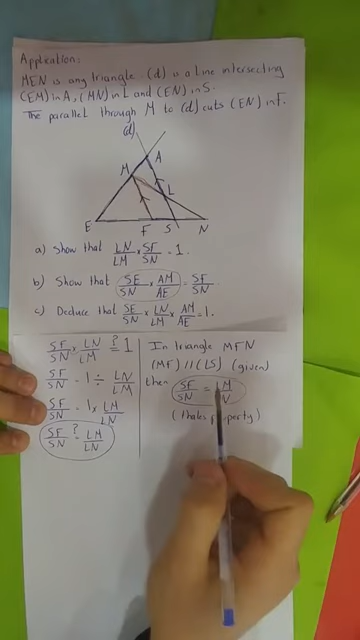 Application:
MEN is any triangle. (d) is a line intersecting
(EM) in A, (MN) in L and (EN) in S.
The parallel through M to (d) cuts (EN) in F.
(d)
M A
L
E F S N
a) Show that LN/LM × SF/SN = 1.
b) Show that SE/SN × AM/AE = SF/SN
c) Deduce that SE/SN × LN/LM × AM/AE = 1.
SF/SN × LN/LM ?= 1
SF/SN = 1 ÷ LN/LM
SF/SN = 1 × LM/LN
SF/SN ?= LM/LN
In triangle MFN
(MF) // (LS) (given)
then SF/SN = LM/LN
(thales property)